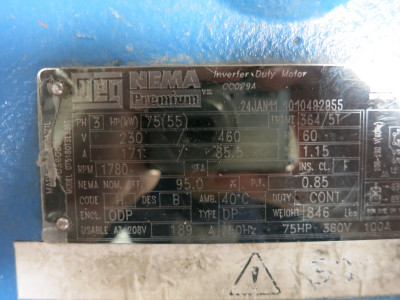 WEG NEMA Premium Inverter Duty Motor
CC029A
24JAN11 1010492855
PH 3 HP(kW) 75(55) FRAME 364/5T
V 230 460 60
A 171 85.5 1.15
RPM 1780 SFA INS. CL. F
NEMA NOM. EFF 95.0 % P.F. 0.85
CODE H DES B AMB. 40°C DUTY CONT.
ENCL. ODP TYPE DP WEIGHT 846 Lbs
USABLE AT 208V 189 A 50Hz 75HP 380V 100A